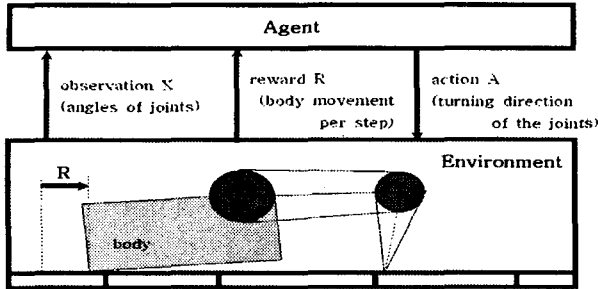 Agent
observation X
(angles of joints)
reward R
(body movement
per step)
action A
(turning direction
of the joints)
Environment
R
body